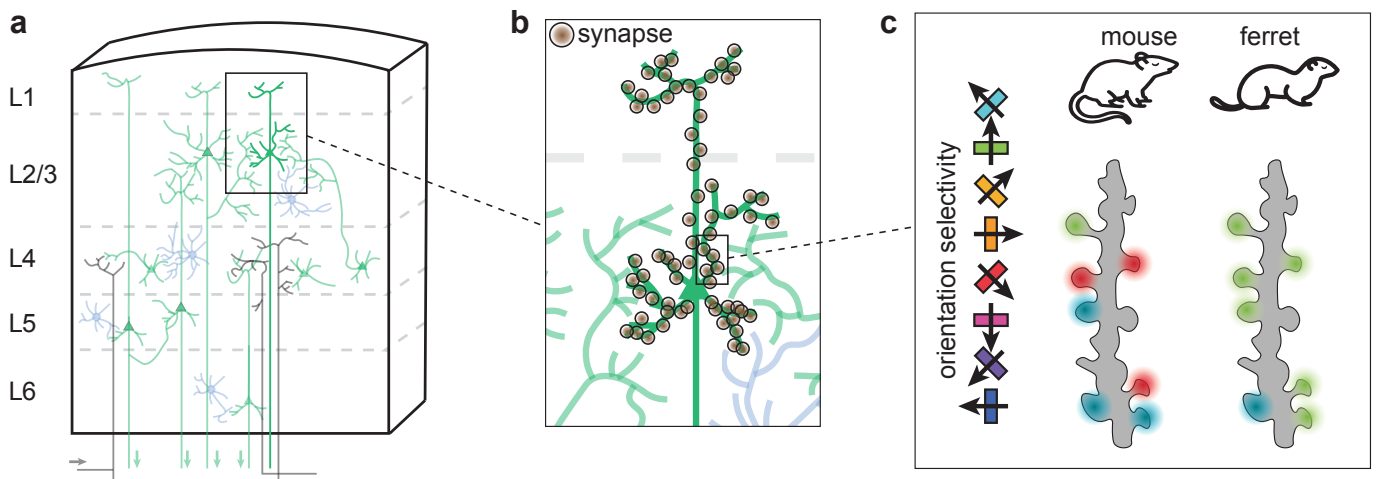 a
L1
L2/3
L4
L5
L6
b
synapse
c
mouse
ferret
orientation selectivity